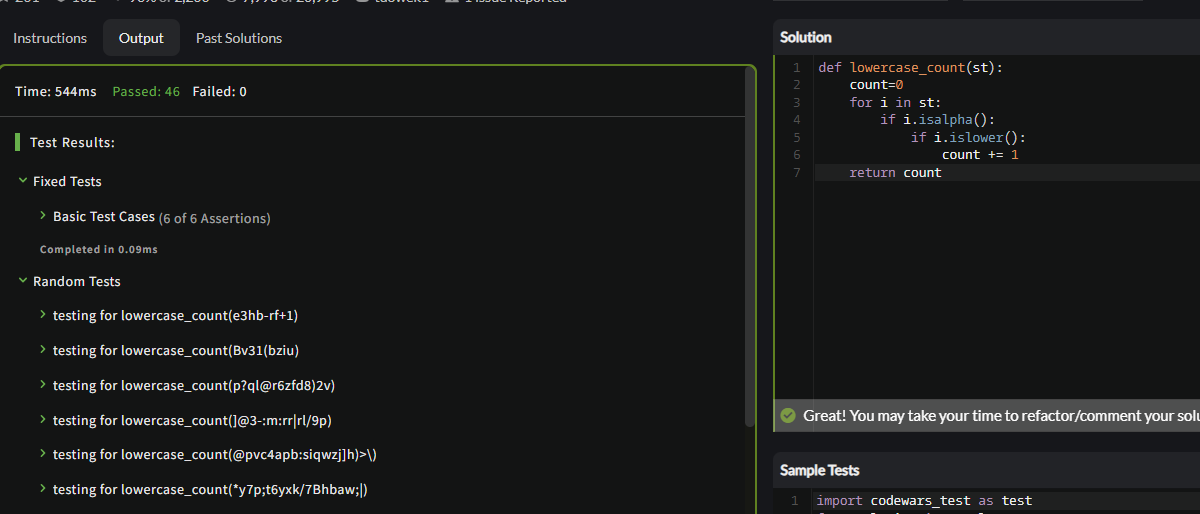 Instructions
Output
Past Solutions
Time: 544ms Passed: 46 Failed: 0
Test Results:
Fixed Tests
Basic Test Cases (6 of 6 Assertions)
Completed in 0.09ms
Random Tests
testing for lowercase_count(e3hb-rf+1)
testing for lowercase_count(Bv31(bziu)
testing for lowercase_count(p?ql@r6zfd8)2v)
testing for lowercase_count(]@3-:m:rr|rl/9p)
testing for lowercase_count(@pvc4apb:siqwzj]h)>\)
testing for lowercase_count(*y7p;t6yxk/7Bhbaw;|)
Solution
1 def lowercase_count(st):
2 count=0
3 for i in st:
4 if i.isalpha():
5 if i.islower():
6 count += 1
7 return count
Great! You may take your time to refactor/comment your
Sample Tests
1 import codewars_test as test